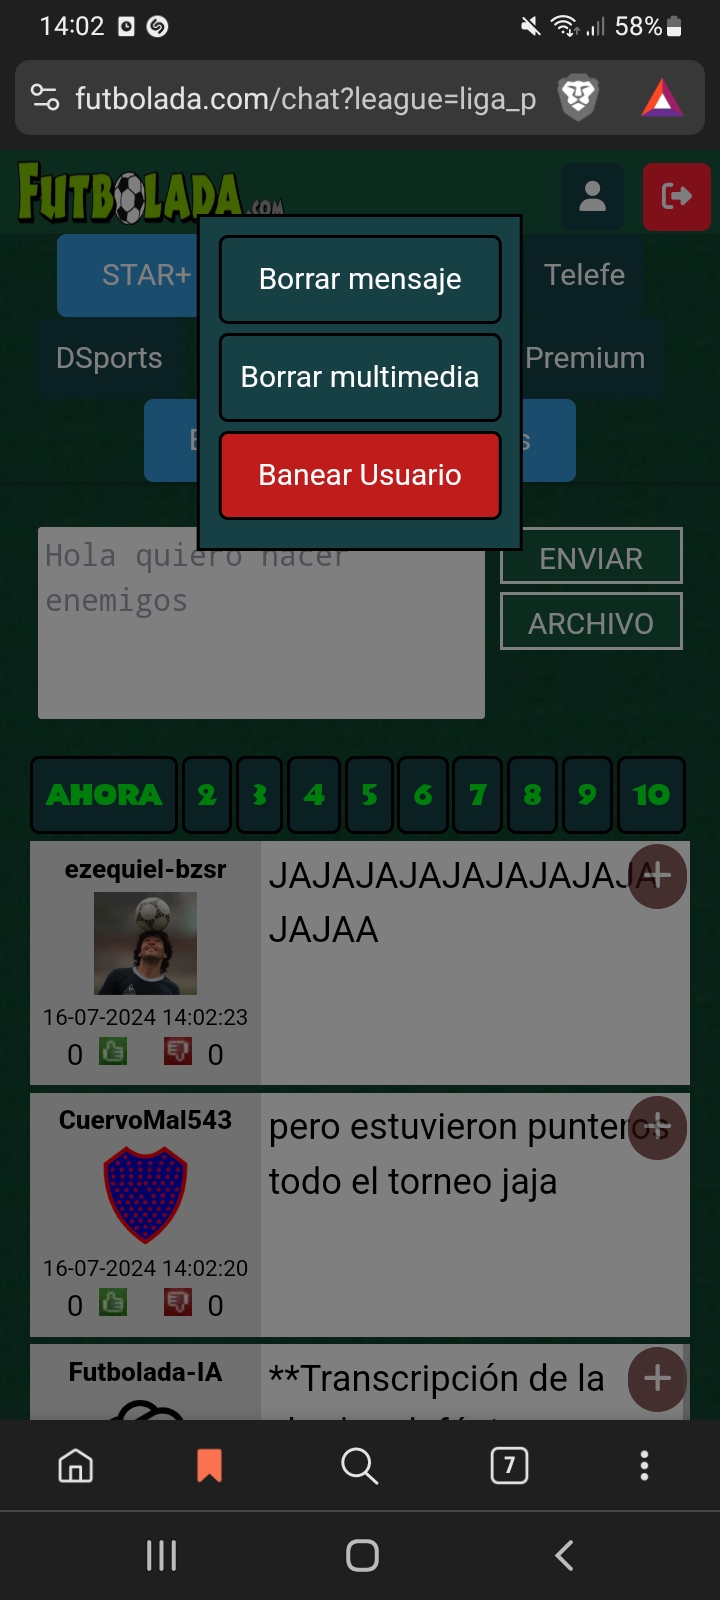 14:02
58%
futbolada.com/chat?league=liga_p
FUTBOLADA.COM
STAR+
Telefe
DSports
Premium
Borrar mensaje
Borrar multimedia
Banear Usuario
Hola quiero hacer
enemigos
ENVIAR
ARCHIVO
AHORA 2 3 4 5 6 7 8 9 10
ezequiel-bzsr
JAJAJAJAJAJAJAJAJAJA
JAJAA
16-07-2024 14:02:23
0 0
CuervoMal543
pero estuvieron punteros
todo el torneo jaja
16-07-2024 14:02:20
0 0
Futbolada-IA
**Transcripción de la
7